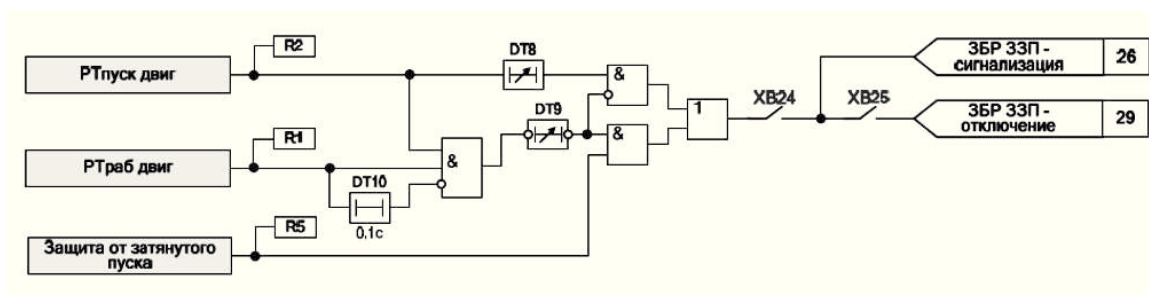 R2
РТпуск двиг
DT8
&
ЗБР ЗЗП -
сигнализация
26
R1
РТраб двиг
DT9
&
1
XB24
XB25
ЗБР ЗЗП -
отключение
29
&
DT10
0,1с
&
R5
Защита от затянутого
пуска